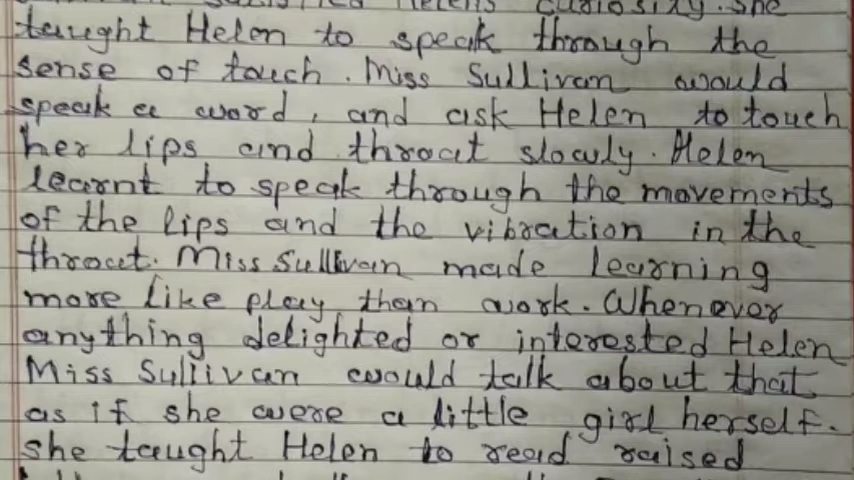 Helen's curiosity. She
taught Helen to speak through the
sense of touch. Miss Sullivan would
speak a word, and ask Helen to touch
her lips and throat slowly. Helen
learnt to speak through the movements
of the lips and the vibration in the
throat. Miss Sullivan made learning
more like play than work. Whenever
anything delighted or interested Helen
Miss Sullivan would talk about that
as if she were a little girl herself.
she taught Helen to read raised